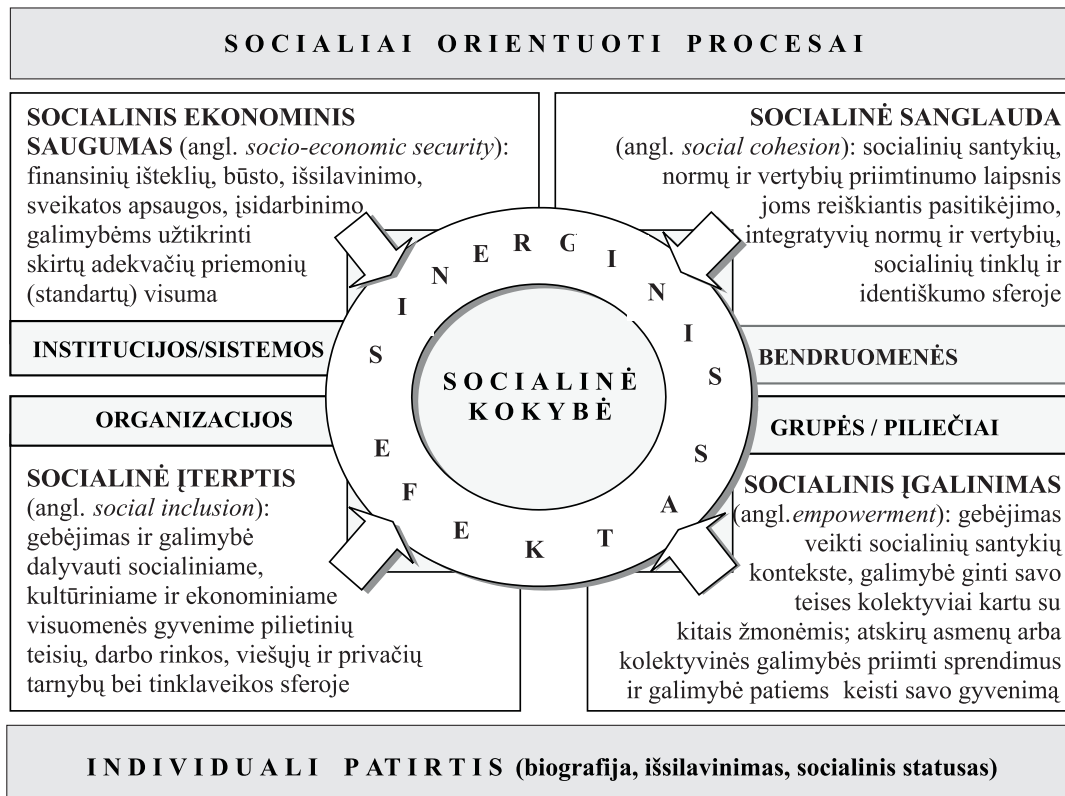 SOCIALIAI ORIENTUOTI PROCESAI
SOCIALINIS EKONOMINIS
SAUGUMAS (angl. socio-economic security):
finansinių išteklių, būsto, išsilavinimo,
sveikatos apsaugos, įsidarbinimo
galimybėms užtikrinti
skirtų adekvačių priemonių
(standartų) visuma
SOCIALINĖ SANGLAUDA
(angl. social cohesion): socialinių santykių,
normų ir vertybių priimtinumo laipsnis
joms reiškiantis pasitikėjimo,
integratyvių normų ir vertybių,
socialinių tinklų ir
identiškumo sferoje
INSTITUCIJOS/SISTEMOS
BENDRUOMENĖS
SINERGINIS
SOCIALINĖ
KOKYBĖ
EFEKTAS
ORGANIZACIJOS
GRUPĖS / PILIEČIAI
SOCIALINĖ ĮTERPTIS
(angl. social inclusion):
gebėjimas ir galimybė
dalyvauti socialiniame,
kultūriniame ir ekonominiame
visuomenės gyvenime pilietinių
teisių, darbo rinkos, viešųjų ir privačių
tarnybų bei tinklaveikos sferoje
SOCIALINIS ĮGALINIMAS
(angl.empowerment): gebėjimas
veikti socialinių santykių
kontekste, galimybė ginti savo
teises kolektyviai kartu su
kitais žmonėmis; atskirų asmenų arba
kolektyvinės galimybės priimti sprendimus
ir galimybė patiems keisti savo gyvenimą
INDIVIDUALI PATIRTIS (biografija, išsilavinimas, socialinis statusas)